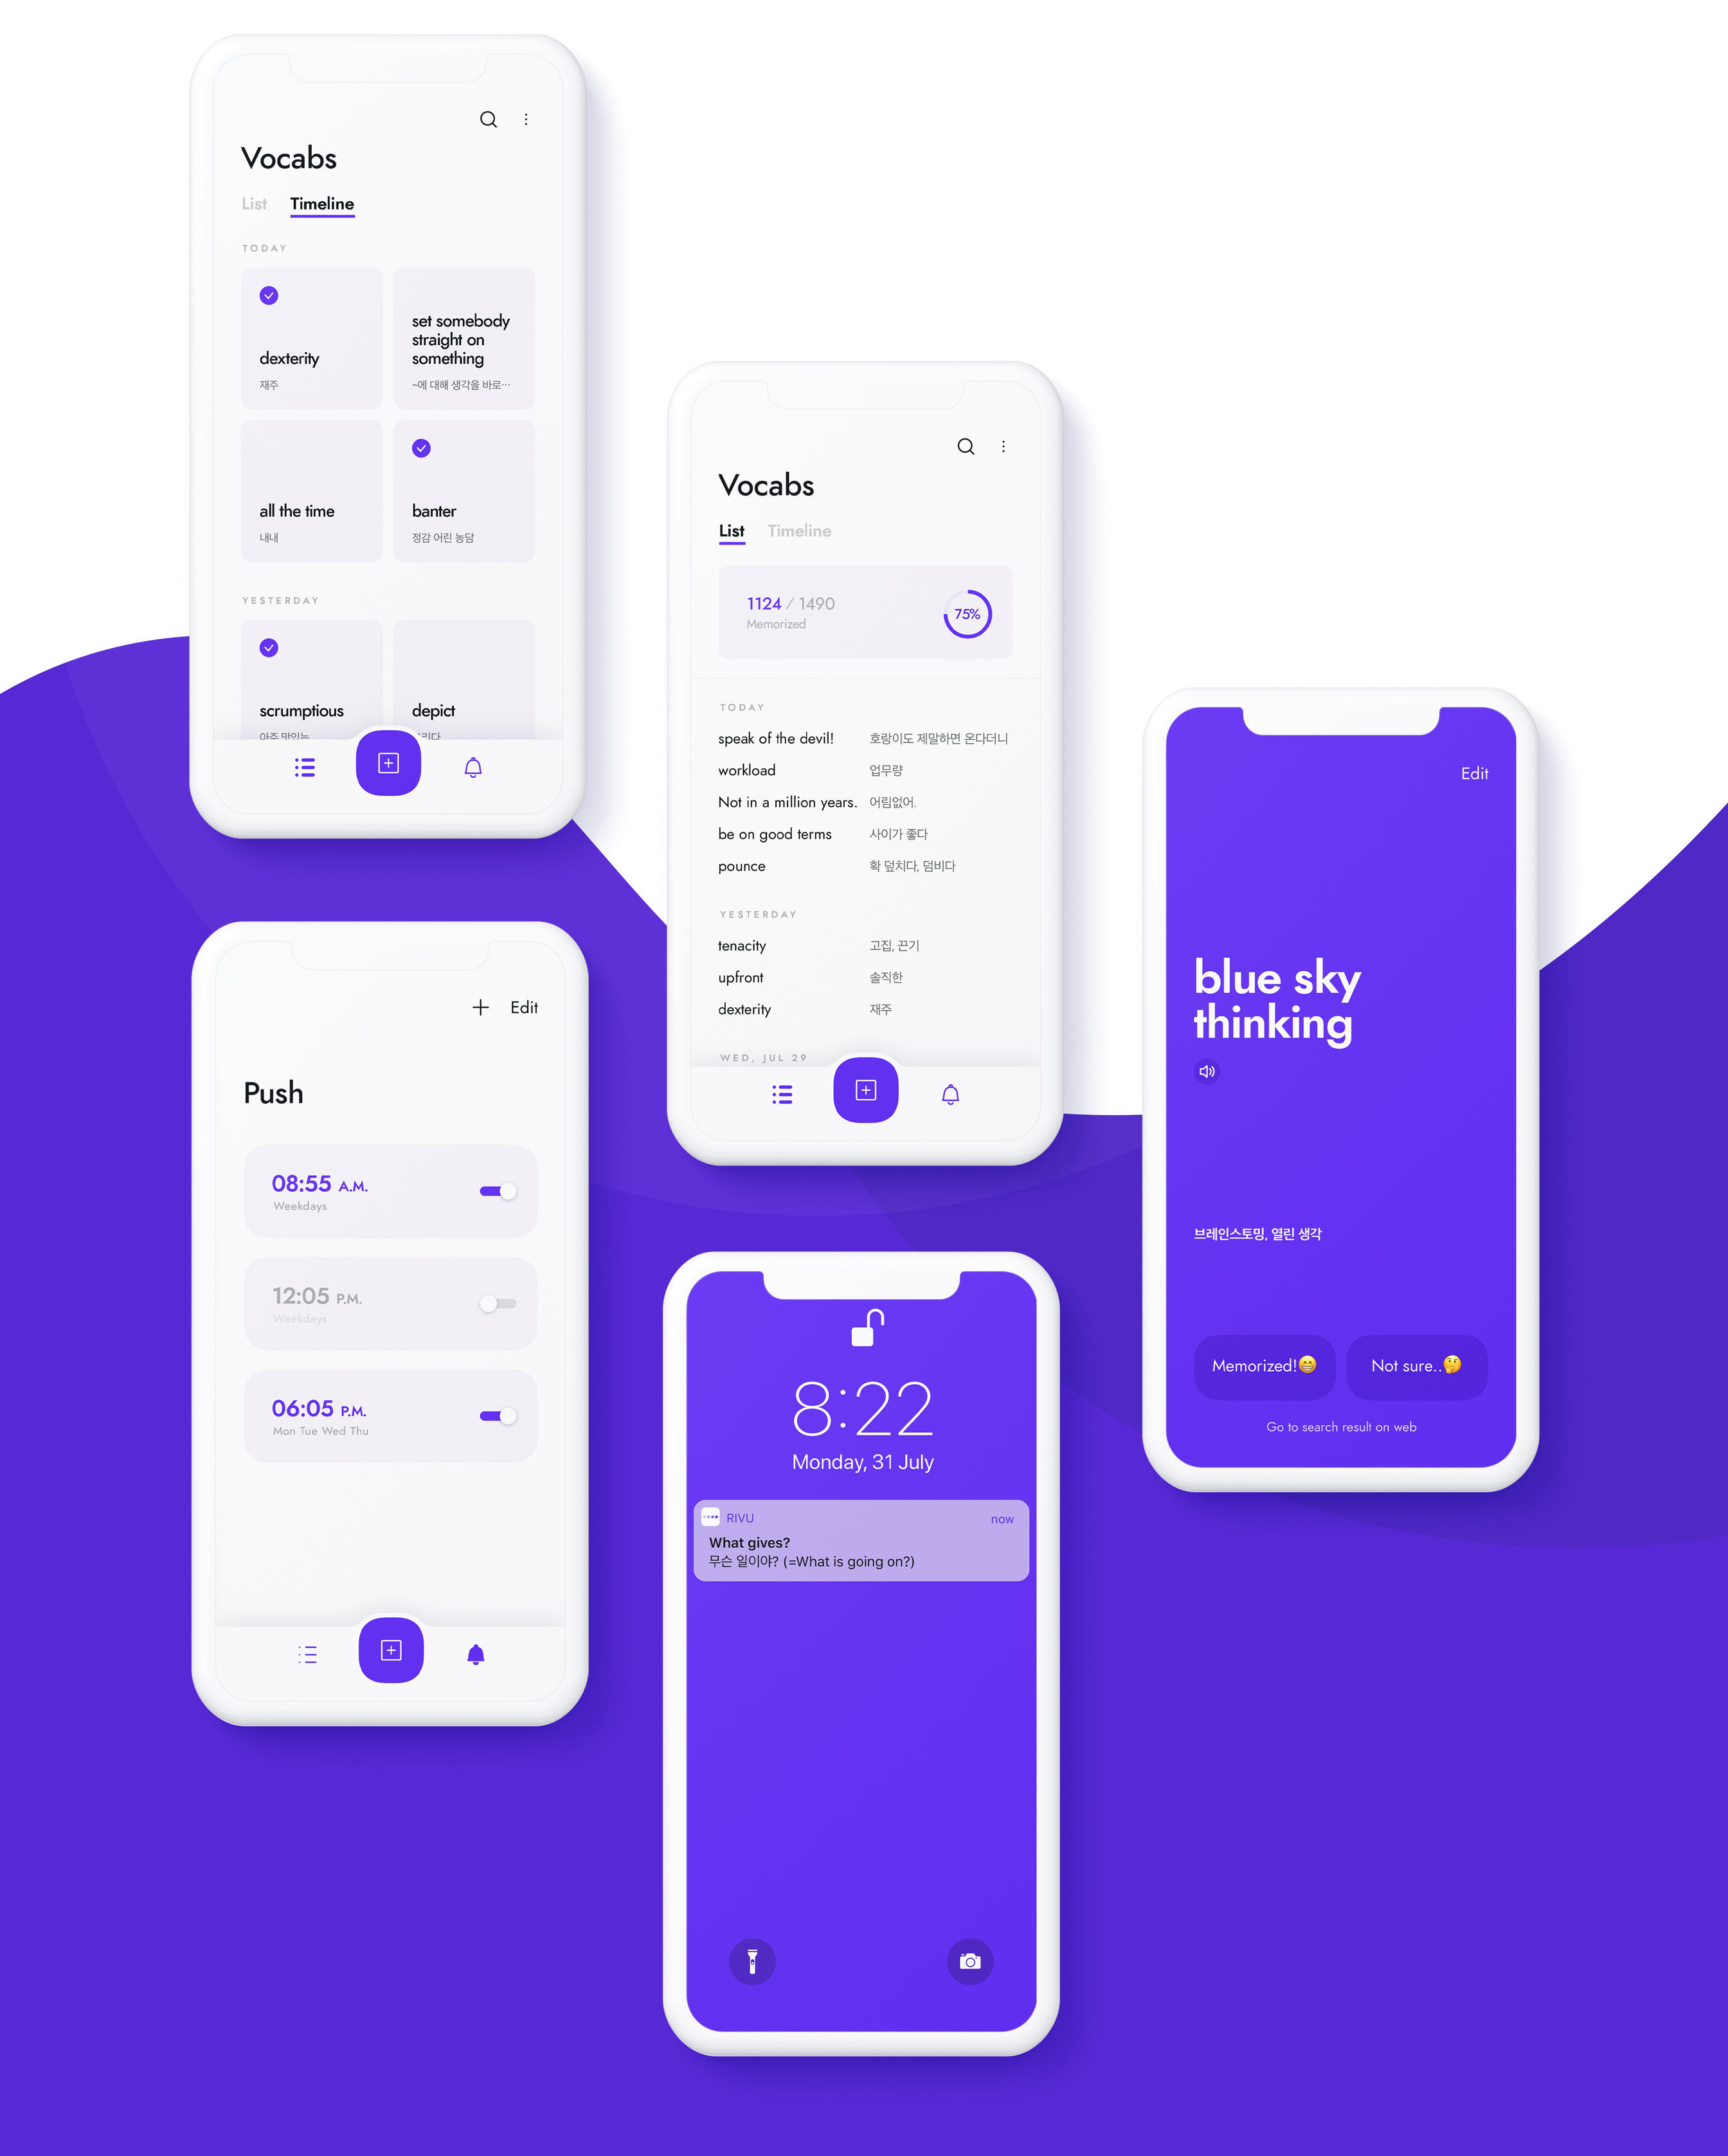 Vocabs
List Timeline
TODAY
dexterity
재주
set somebody
straight on
something
~에 대해 생각을 바로…
all the time
내내
banter
정감 어린 농담
YESTERDAY
scrumptious
아주 맛있는
depict
그리다
Vocabs
List Timeline
1124 / 1490
Memorized
75%
TODAY
speak of the devil! 호랑이도 제말하면 온다더니
workload 업무량
Not in a million years. 어림없어.
be on good terms 사이가 좋다
pounce 확 덮치다, 덤비다
YESTERDAY
tenacity 고집, 끈기
upfront 솔직한
dexterity 재주
WED, JUL 29
Edit
blue sky
thinking
브레인스토밍, 열린 생각
Memorized!😁 Not sure..🤔
Go to search result on web
Edit
Push
08:55 A.M.
Weekdays
12:05 P.M.
Weekdays
06:05 P.M.
Mon Tue Wed Thu
8:22
Monday, 31 July
RIVU now
What gives?
무슨 일이야? (=What is going on?)